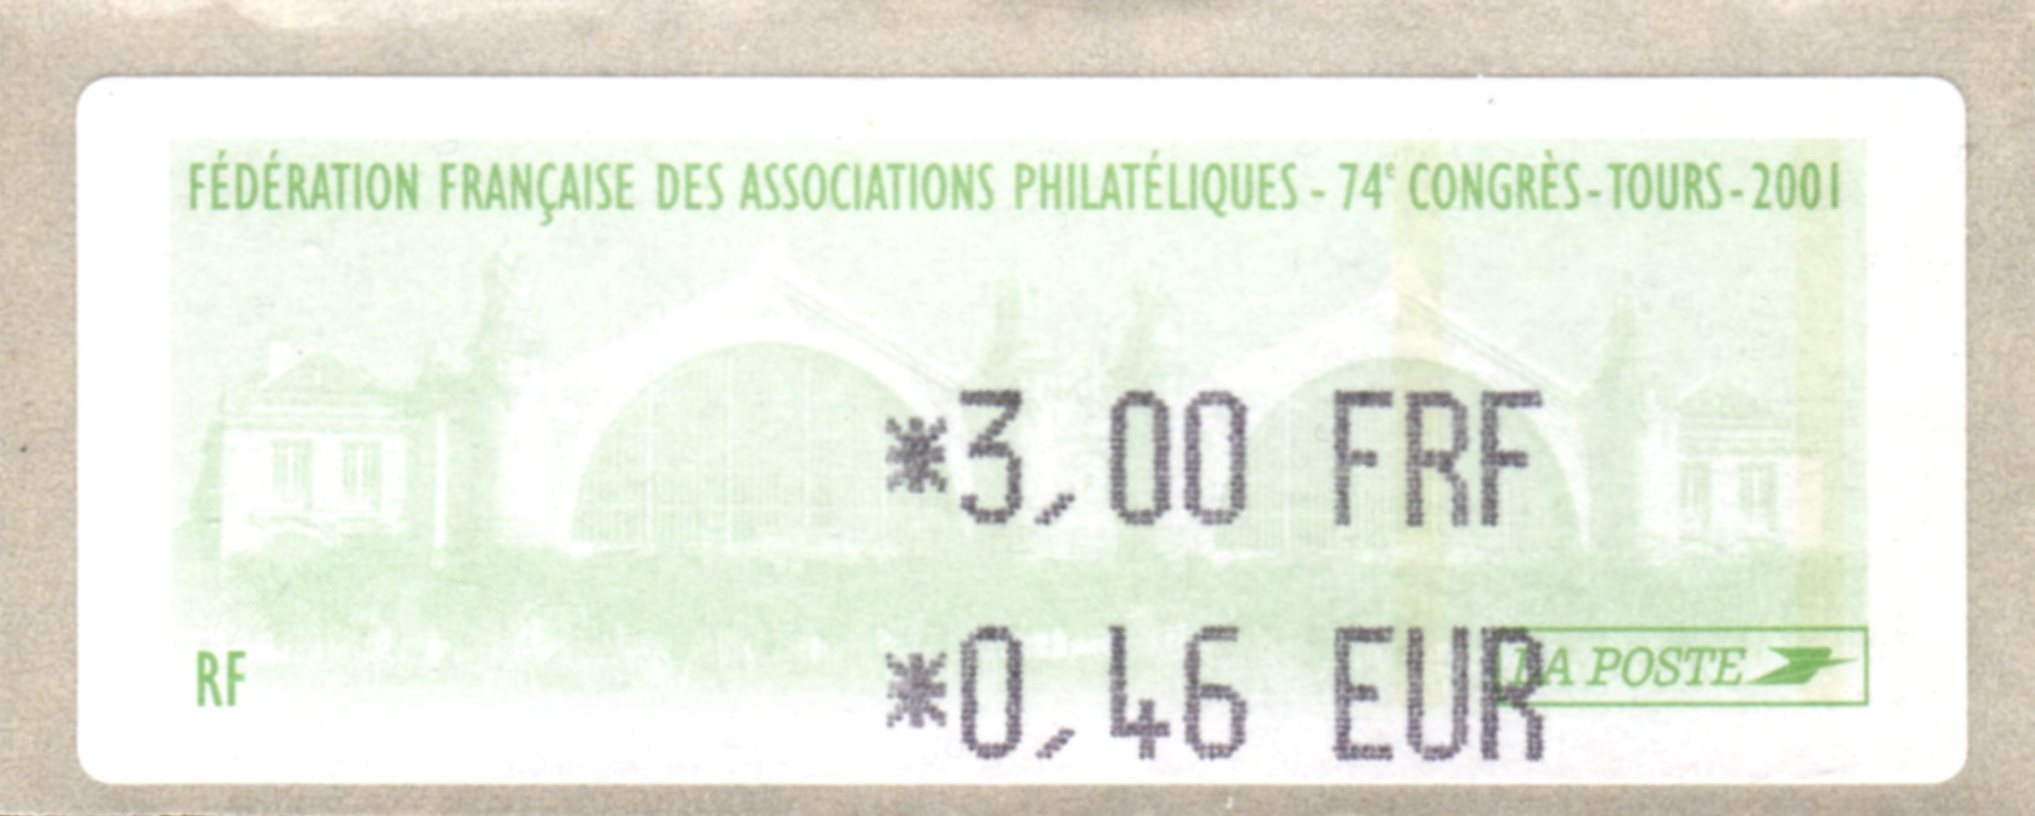 FÉDÉRATION FRANÇAISE DES ASSOCIATIONS PHILATÉLIQUES - 74e CONGRÈS - TOURS - 2001
*3,00 FRF
*0,46 EUR
RF
LA POSTE